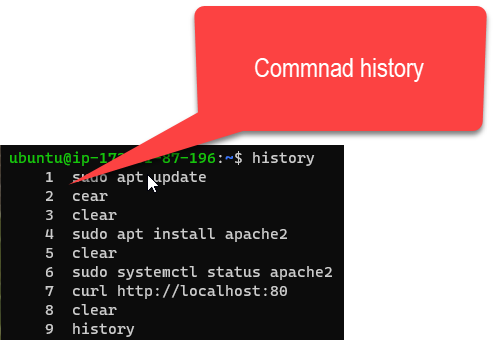 Commnad history
ubuntu@ip-17 -87-196:~$ history
1 sudo apt update
2 cear
3 clear
4 sudo apt install apache2
5 clear
6 sudo systemctl status apache2
7 curl http://localhost:80
8 clear
9 history